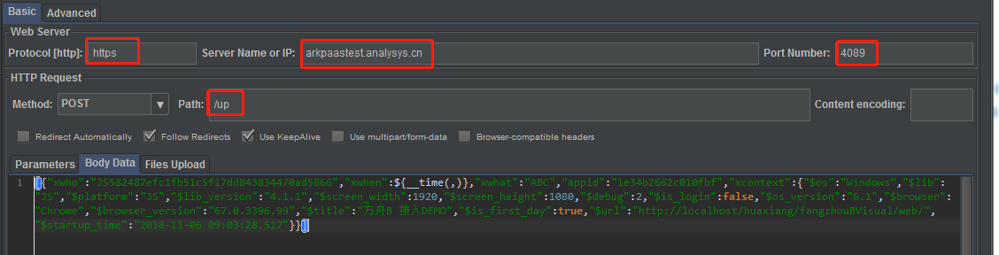 Basic Advanced
Web Server
Protocol [http]: https Server Name or IP: arkpaastest.analysys.cn Port Number: 4089
HTTP Request
Method: POST Path: /up Content encoding:
Redirect Automatically Follow Redirects Use KeepAlive Use multipart/form-data Browser-compatible headers
Parameters Body Data Files Upload
1 [{"xwho":"JS582487efc1fb51c5f17dd843834470ad5866","xwhen":${__time(,)},"xwhat":"ABC","appid":"1e34b2662c010fbf","xcontext":{"$os":"Windows","$lib":
"JS","$platform":"JS","$lib_version":"4.1.1","$screen_width":1920,"$screen_height":1080,"$debug":2,"$is_login":false,"$os_version":"6.1","$browser":
"Chrome","$browser_version":"67.0.3396.99","$title":"万舟B 接入DEMO","$is_first_day":true,"$url":"http://localhost/huaxiang/fangzhouBVisual/web/",
"$startup_time":"2018-11-06 09:03:28.517"}}]